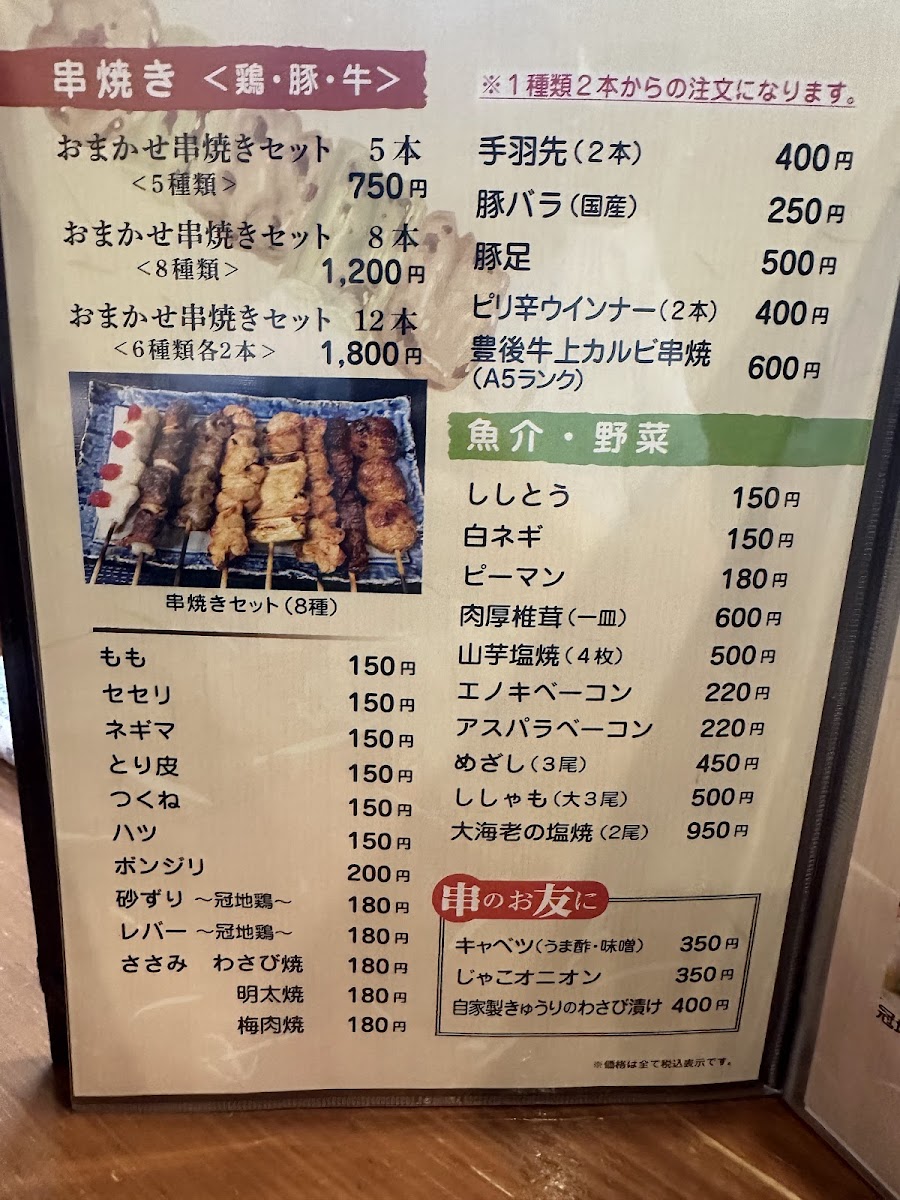 串焼き <鶏・豚・牛>
おまかせ串焼きセット 5本
<5種類> 750円
おまかせ串焼きセット 8本
<8種類> 1,200円
おまかせ串焼きセット 12本
<6種類各2本> 1,800円
串焼きセット(8種)
もも 150円
セセリ 150円
ネギマ 150円
とり皮 150円
つくね 150円
ハツ 150円
ボンジリ 200円
砂ずり ～冠地鶏～ 180円
レバー ～冠地鶏～ 180円
ささみ わさび焼 180円
明太焼 180円
梅肉焼 180円
※1種類2本からの注文になります。
手羽先(2本) 400円
豚バラ(国産) 250円
豚足 500円
ピリ辛ウインナー(2本) 400円
豊後牛上カルビ串焼 600円
(A5ランク)
魚介・野菜
ししとう 150円
白ネギ 150円
ピーマン 180円
肉厚椎茸(一皿) 600円
山芋塩焼(4枚) 500円
エノキベーコン 220円
アスパラベーコン 220円
めざし(3尾) 450円
ししゃも(大3尾) 500円
大海老の塩焼(2尾) 950円
串のお友に
キャベツ(うま酢・味噌) 350円
じゃこオニオン 350円
自家製きゅうりのわさび漬け 400円
※価格は全て税込表示です。